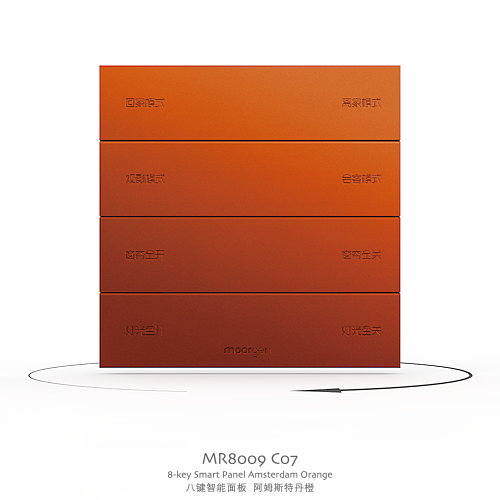 回家模式 离家模式
观影模式 会客模式
窗帘全开 窗帘全关
灯光全开 灯光全关
moorgen
MR8009 C07
8-key Smart Panel Amsterdam Orange
八键智能面板 阿姆斯特丹橙